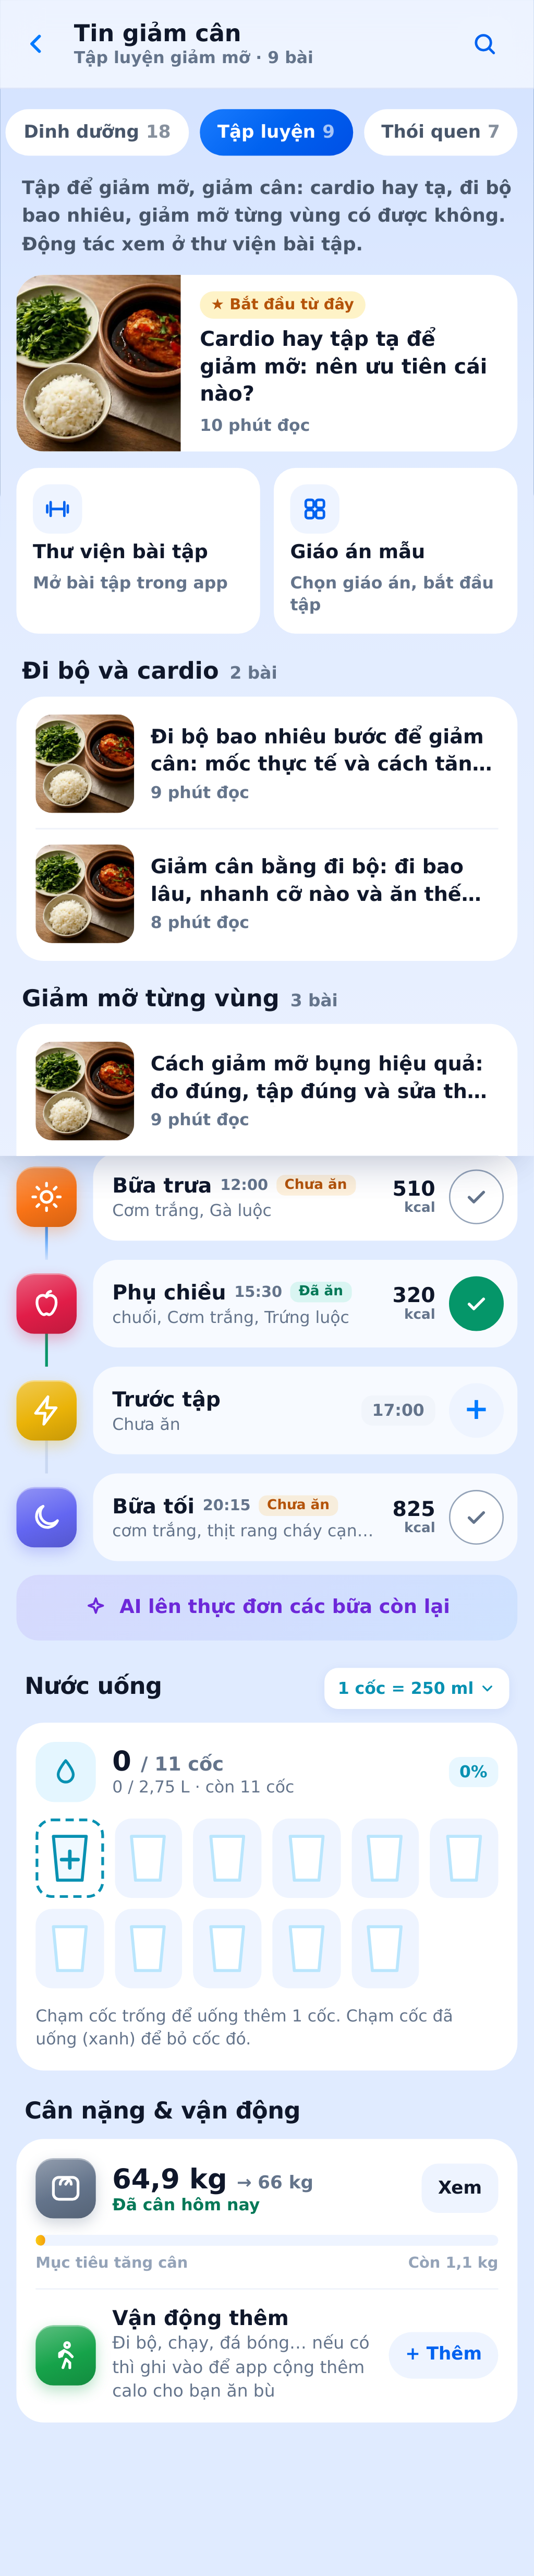 Tin giảm cân
Tập luyện giảm mỡ · 9 bài
Dinh dưỡng 18
Tập luyện 9
Thói quen 7
Tập để giảm mỡ, giảm cân: cardio hay tạ, đi bộ
bao nhiêu, giảm mỡ từng vùng có được không.
Động tác xem ở thư viện bài tập.
★ Bắt đầu từ đây
Cardio hay tập tạ để
giảm mỡ: nên ưu tiên cái
nào?
10 phút đọc
Thư viện bài tập
Mở bài tập trong app
Giáo án mẫu
Chọn giáo án, bắt đầu
tập
Đi bộ và cardio 2 bài
Đi bộ bao nhiêu bước để giảm
cân: mốc thực tế và cách tăn...
9 phút đọc
Giảm cân bằng đi bộ: đi bao
lâu, nhanh cỡ nào và ăn thế...
8 phút đọc
Giảm mỡ từng vùng 3 bài
Cách giảm mỡ bụng hiệu quả:
đo đúng, tập đúng và sửa th...
9 phút đọc
Bữa trưa 12:00 Chưa ăn
Cơm trắng, Gà luộc
510
kcal
Phụ chiều 15:30 Đã ăn
chuối, Cơm trắng, Trứng luộc
320
kcal
Trước tập
Chưa ăn
17:00
Bữa tối 20:15 Chưa ăn
cơm trắng, thịt rang cháy cạn...
825
kcal
AI lên thực đơn các bữa còn lại
Nước uống
1 cốc = 250 ml
0 / 11 cốc
0 / 2,75 L · còn 11 cốc
0%
Chạm cốc trống để uống thêm 1 cốc. Chạm cốc đã
uống (xanh) để bỏ cốc đó.
Cân nặng & vận động
64,9 kg → 66 kg
Đã cân hôm nay
Xem
Mục tiêu tăng cân
Còn 1,1 kg
Vận động thêm
Đi bộ, chạy, đá bóng... nếu có
thì ghi vào để app cộng thêm
calo cho bạn ăn bù
+ Thêm